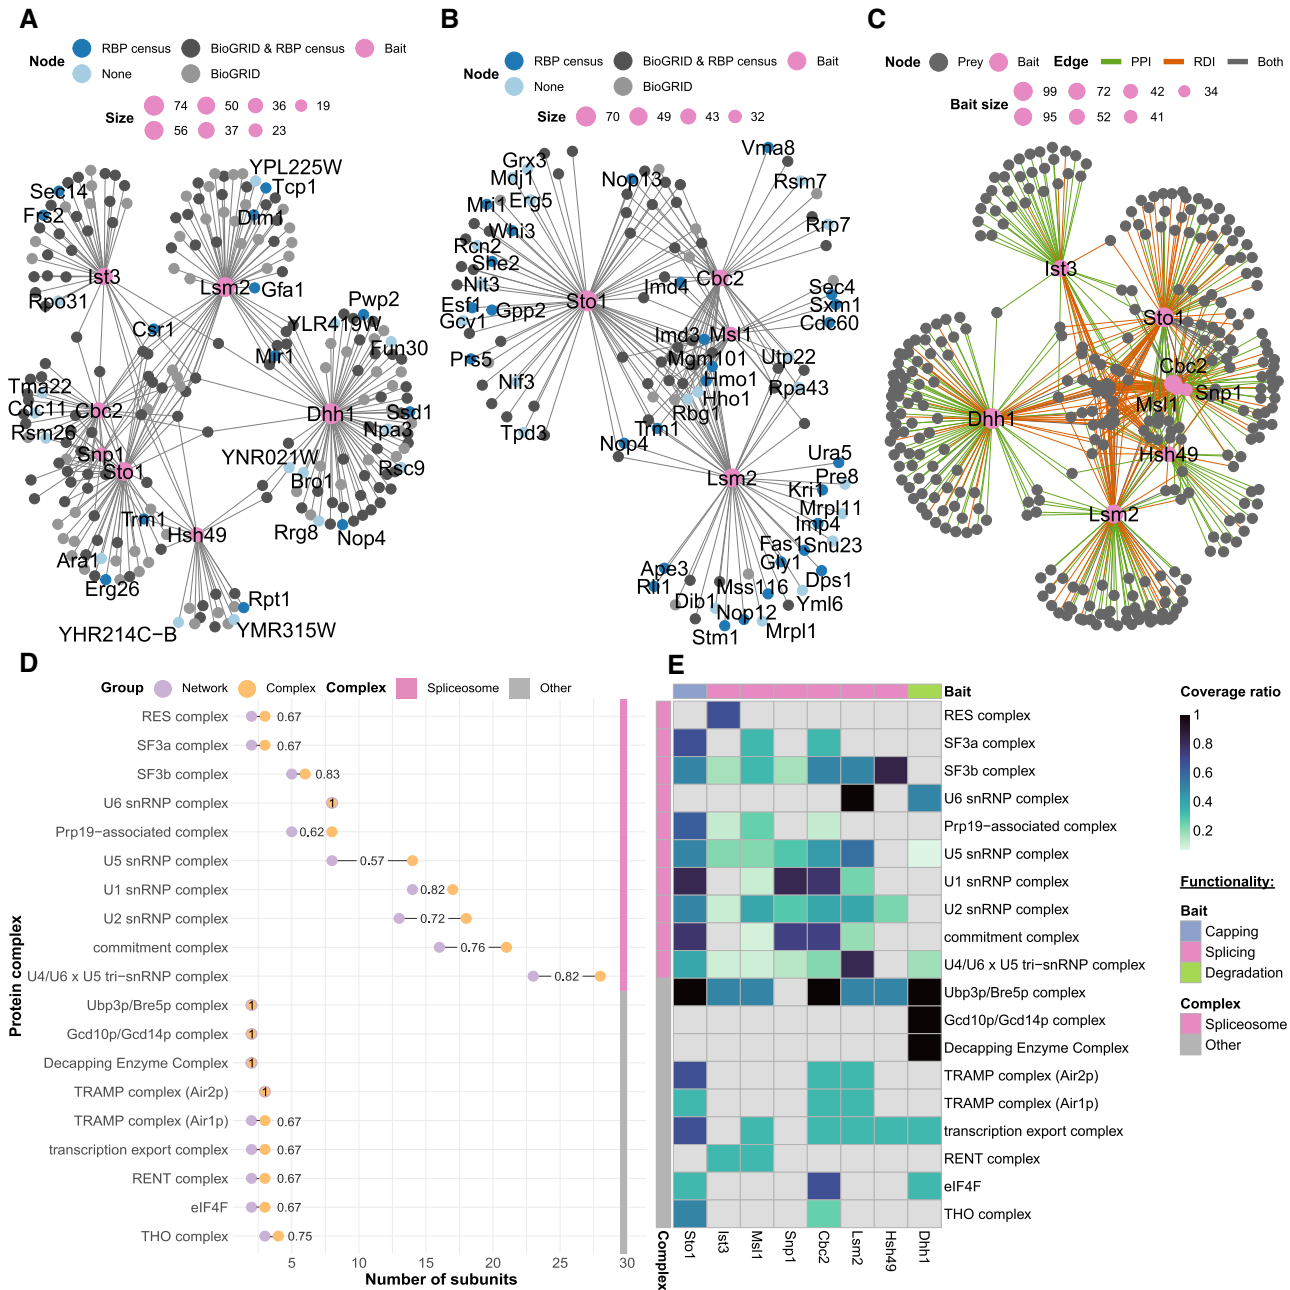 A
Node
RBP census
BioGRID & RBP census
Bait
None
BioGRID
Size
74
50
36
19
56
37
23
YPL225W
Tcp1
Sec14
Frs2
Dim1
Ist3
Lsm2
Gfa1
Rpo31
Pwp2
Csr1
YLR419W
Mir1
Fun30
Tma22
Cdc11
Cbc2
Dhh1
Ssd1
Rsm26
Npa3
Snp1
Sto1
YNR021W
Rsc9
Bro1
Trm1
Hsh49
Rrg8
Nop4
Ara1
Erg26
Rpt1
YHR214C−B
YMR315W
B
Node
RBP census
BioGRID & RBP census
Bait
None
BioGRID
Size
70
49
43
32
Vma8
Grx3
Mdj1
Nop13
Rsm7
Mri1
Erg5
Whi3
Rrp7
Rcn2
She2
Nit3
Imd4
Cbc2
Sec4
Esf1
Gpp2
Sto1
Sxm1
Gcv1
Cdc60
Imd3
Msl1
Prs5
Mgm101
Utp22
Nif3
Hmo1
Rpa43
Hho1
Rbg1
Tpd3
Trm1
Nop4
Ura5
Lsm2
Pre8
Kri1
Mrpl11
Imp4
Fas1
Snu23
Gly1
Ape3
Dps1
Rli1
Mss116
Dib1
Yml6
Nop12
Stm1
Mrpl1
C
Node
Prey
Bait
Edge
PPI
RDI
Both
Bait size
99
72
42
34
95
52
41
Ist3
Sto1
Cbc2
Snp1
Msl1
Dhh1
Hsh49
Lsm2
D
Group
Network
Complex
Complex
Spliceosome
Other
Protein complex
RES complex
0.67
SF3a complex
0.67
SF3b complex
0.83
U6 snRNP complex
1
Prp19−associated complex
0.62
U5 snRNP complex
0.57
U1 snRNP complex
0.82
U2 snRNP complex
0.72
commitment complex
0.76
U4/U6 x U5 tri−snRNP complex
0.82
Ubp3p/Bre5p complex
1
Gcd10p/Gcd14p complex
1
Decapping Enzyme Complex
1
TRAMP complex (Air2p)
1
TRAMP complex (Air1p)
0.67
transcription export complex
0.67
RENT complex
0.67
eIF4F
0.67
THO complex
0.75
5
10
15
20
25
30
Number of subunits
E
Bait
RES complex
SF3a complex
SF3b complex
U6 snRNP complex
Prp19−associated complex
U5 snRNP complex
U1 snRNP complex
U2 snRNP complex
commitment complex
U4/U6 x U5 tri−snRNP complex
Ubp3p/Bre5p complex
Gcd10p/Gcd14p complex
Decapping Enzyme Complex
TRAMP complex (Air2p)
TRAMP complex (Air1p)
transcription export complex
RENT complex
eIF4F
THO complex
Complex
Sto1
Ist3
Msl1
Snp1
Cbc2
Lsm2
Hsh49
Dhh1
Coverage ratio
1
0.8
0.6
0.4
0.2
Functionality:
Bait
Capping
Splicing
Degradation
Complex
Spliceosome
Other